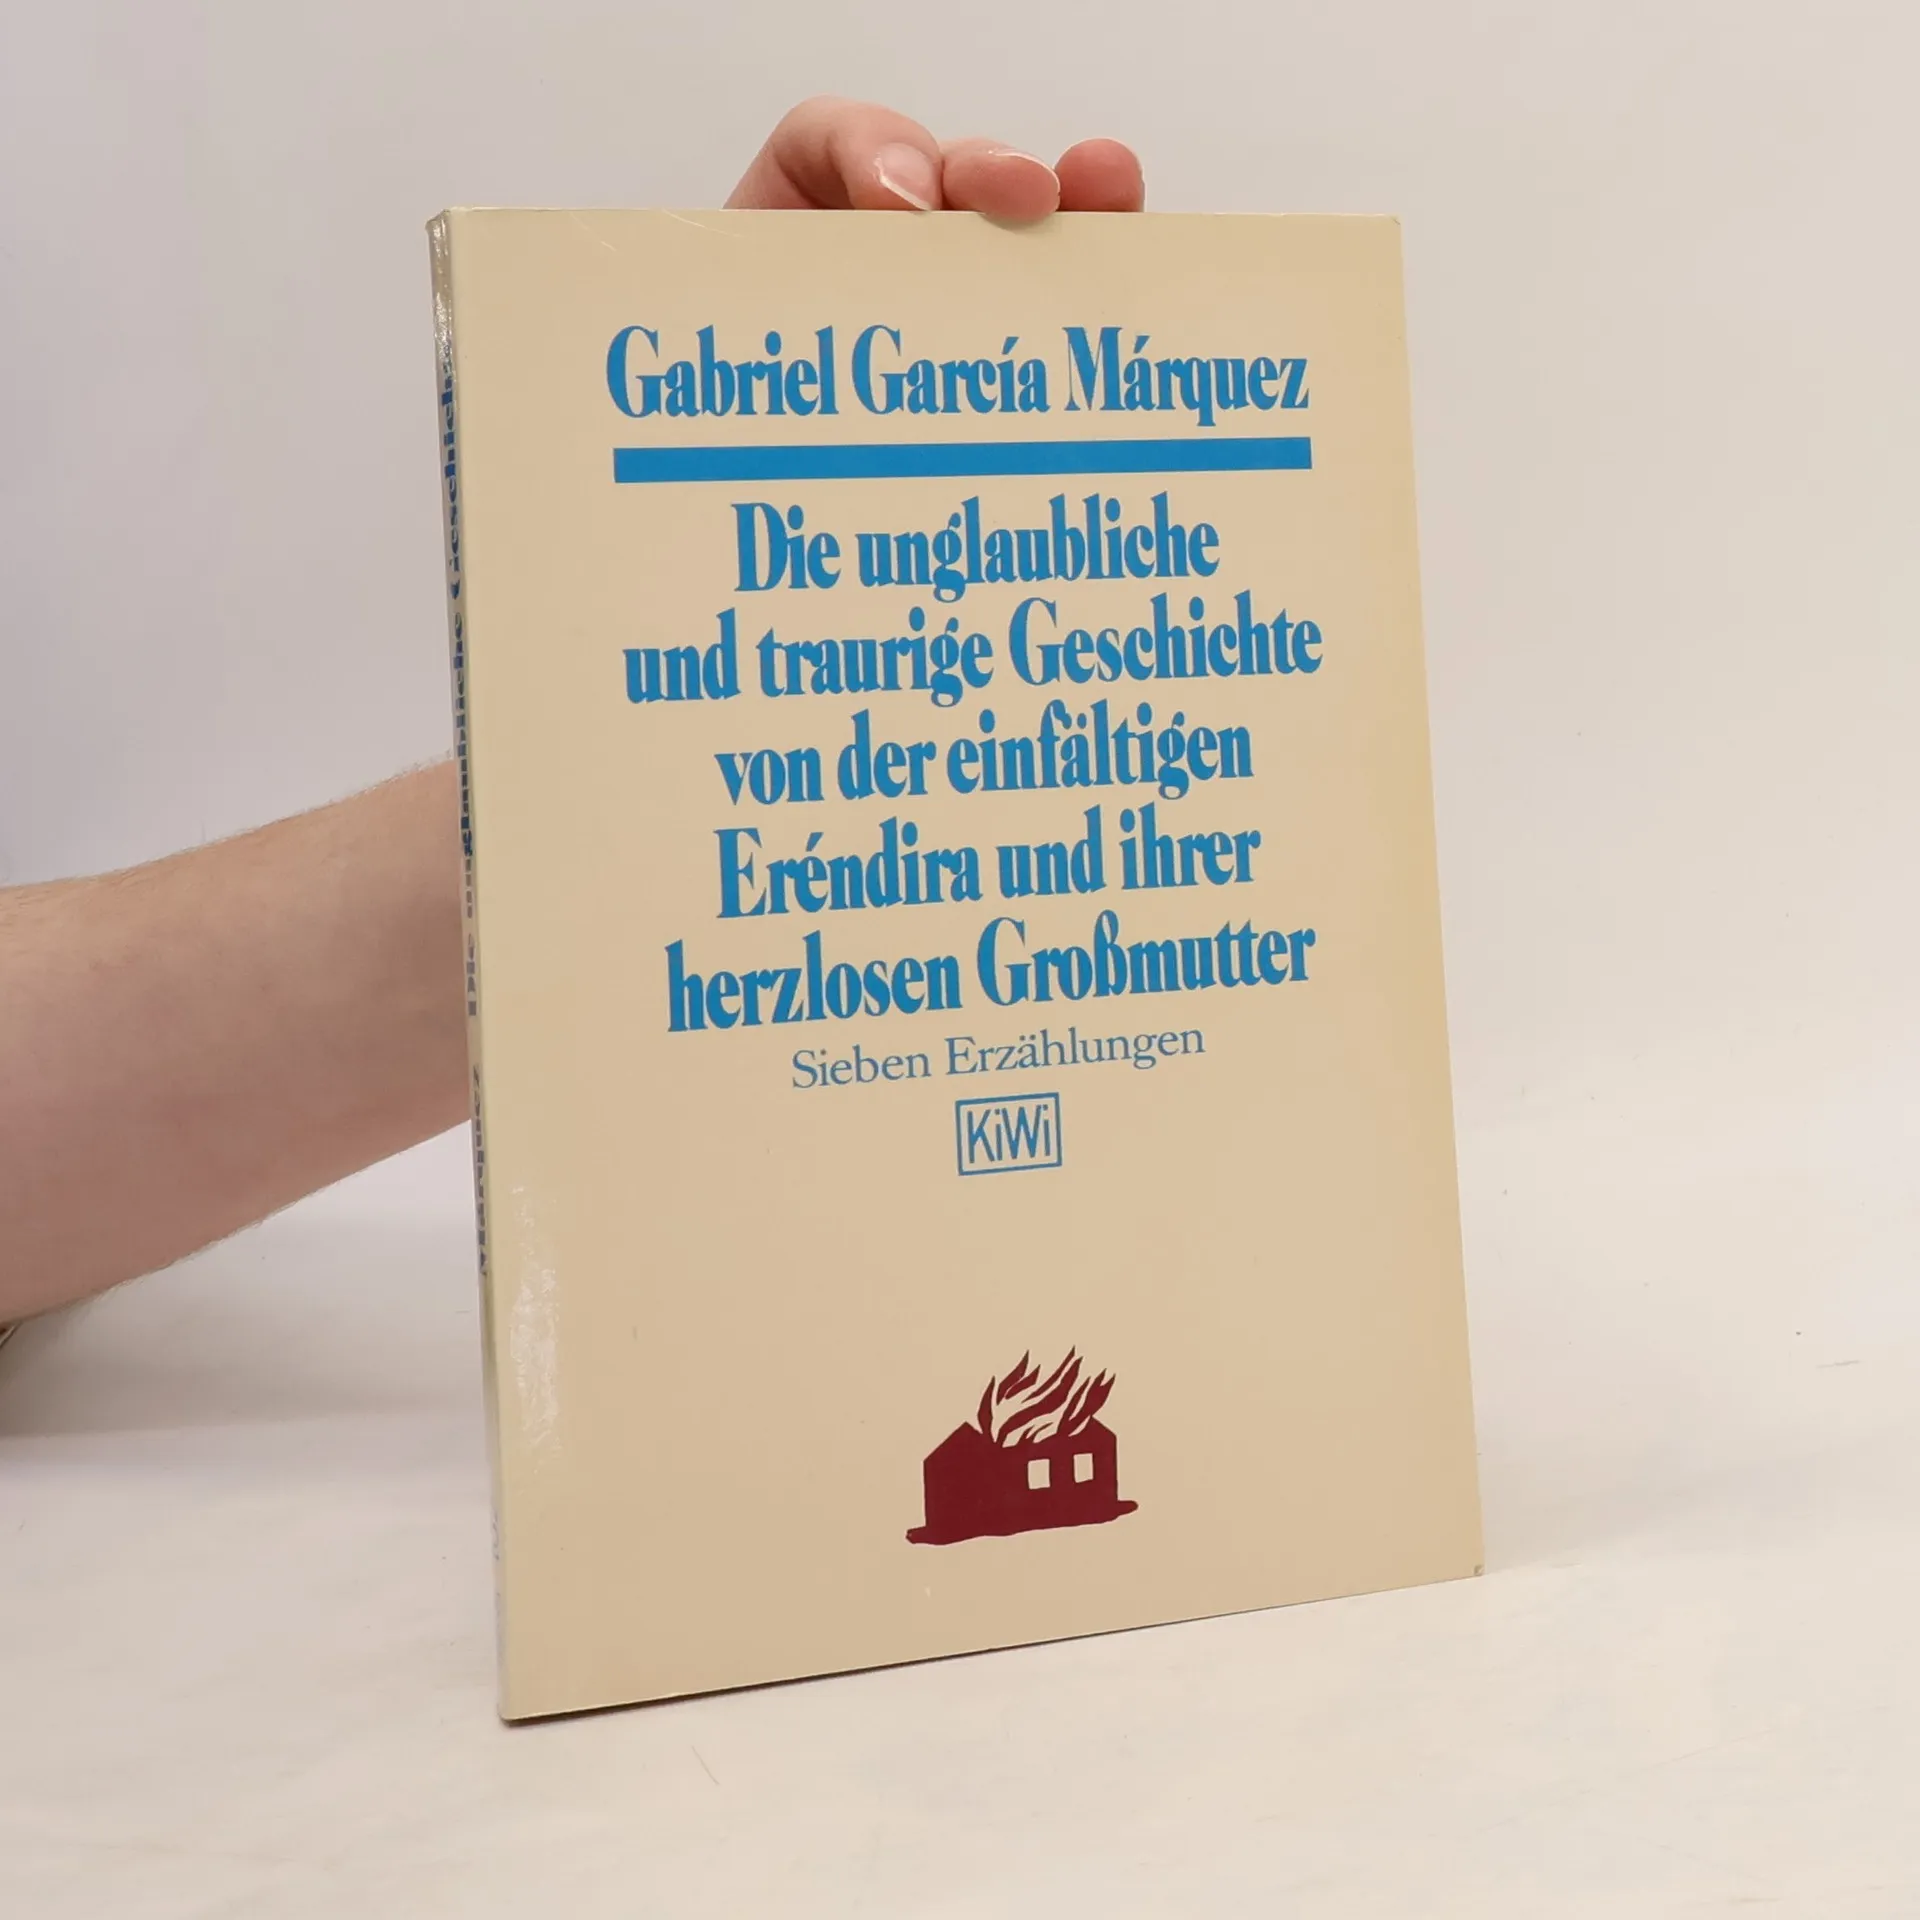 Gabriel García Márquez
Die unglaubliche
und traurige Geschichte
von der einfältigen
Eréndira und ihrer
herzlosen Großmutter
Sieben Erzählungen
KiWi